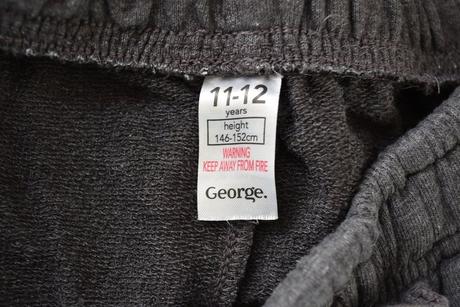 11-12
years
height
146-152cm
WARNING
KEEP AWAY FROM FIRE
George.